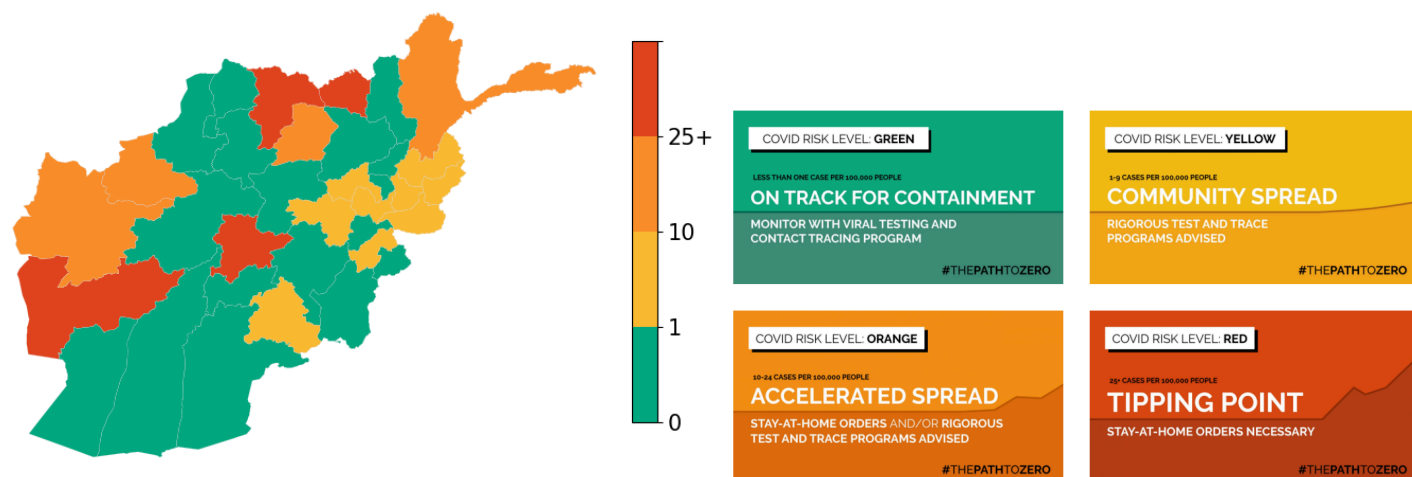 25+
10
1
0
COVID RISK LEVEL: GREEN
LESS THAN ONE CASE PER 100,000 PEOPLE
ON TRACK FOR CONTAINMENT
MONITOR WITH VIRAL TESTING AND
CONTACT TRACING PROGRAM
#THEPATHTOZERO
COVID RISK LEVEL: YELLOW
1-9 CASES PER 100,000 PEOPLE
COMMUNITY SPREAD
RIGOROUS TEST AND TRACE
PROGRAMS ADVISED
#THEPATHTOZERO
COVID RISK LEVEL: ORANGE
10-24 CASES PER 100,000 PEOPLE
ACCELERATED SPREAD
STAY-AT-HOME ORDERS AND/OR RIGOROUS
TEST AND TRACE PROGRAMS ADVISED
#THEPATHTOZERO
COVID RISK LEVEL: RED
25+ CASES PER 100,000 PEOPLE
TIPPING POINT
STAY-AT-HOME ORDERS NECESSARY
#THEPATHTOZERO